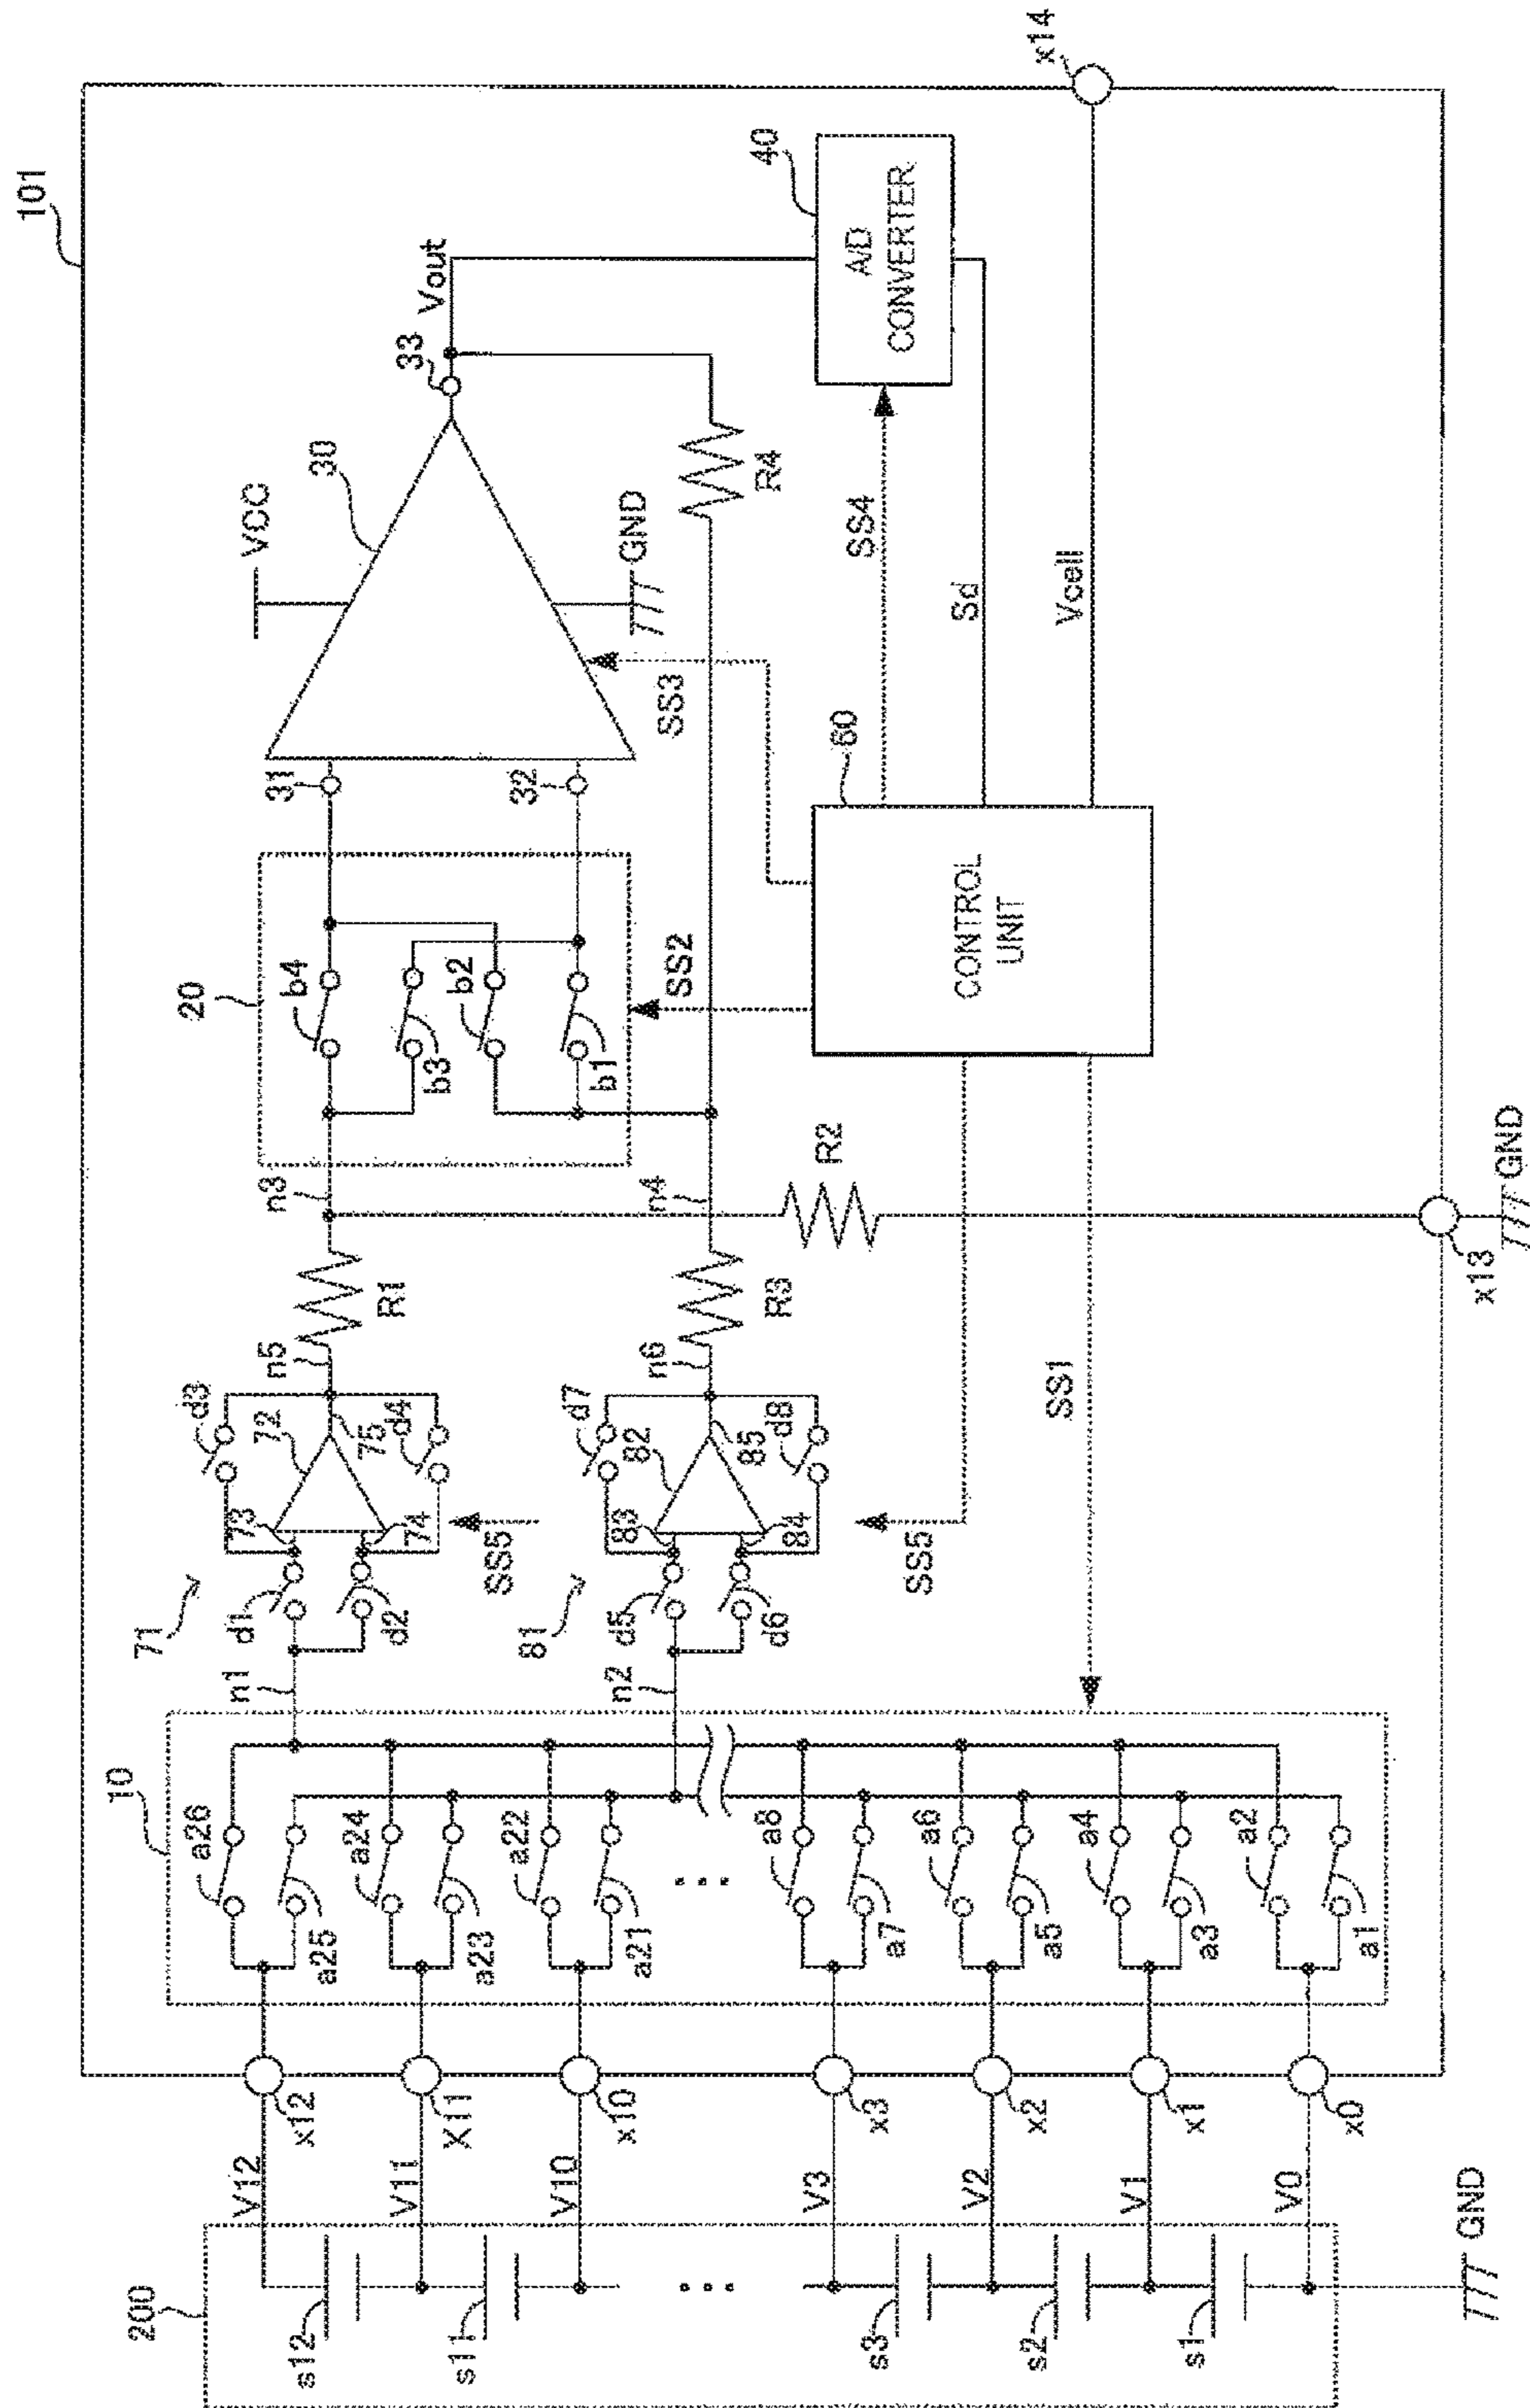 101
200
10
71
81
20
30
33
40
60
VCC
GND
Vout
A/D
CONVERTER
CONTROL
UNIT
SS1
SS2
SS3
SS4
SS5
SS5
Sd
Vcell
R1
R2
R3
R4
n1
n2
n3
n4
n5
n6
31
32
b4
b3
b2
b1
d1
d2
d3
d4
72
73
74
75
d5
d6
d7
d8
82
83
84
85
a26
a25
a24
a23
a22
a21
...
a8
a7
a6
a5
a4
a3
a2
a1
x12
X11
x10
x3
x2
x1
x0
x13
GND
x14
V12
V11
V10
V3
V2
V1
V0
s12
s11
...
s3
s2
s1
GND